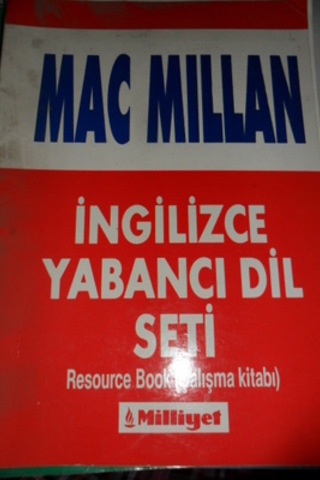 MAC MILLAN
İNGİLİZCE
YABANCI DİL
SETİ
Resource Book (Çalışma kitabı)
Milliyet